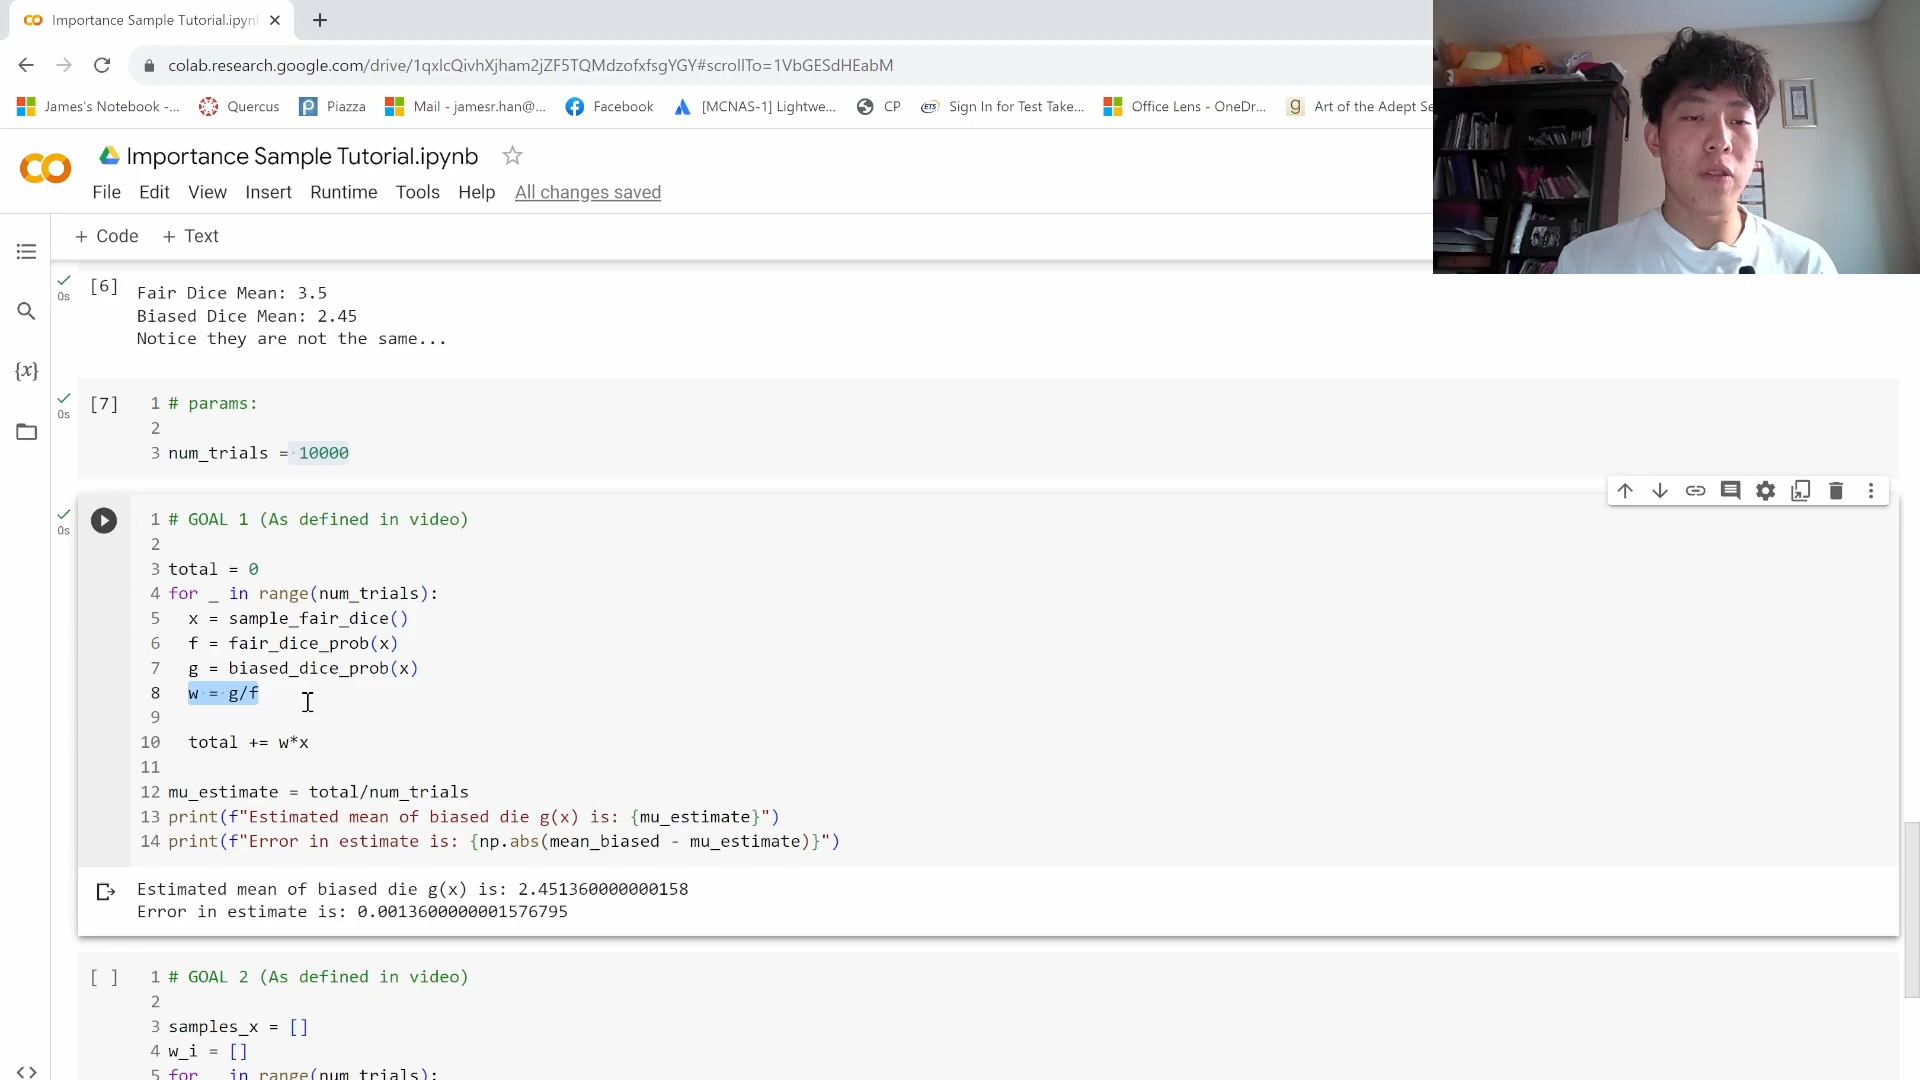 Importance Sample Tutorial.ipynl
colab.research.google.com/drive/1qxlcQivhXjham2jZF5TQMdzofxfsgYGY#scrollTo=1VbGESdHEabM
James's Notebook -...
Quercus
Piazza
Mail - jamesr.han@...
Facebook
[MCNAS-1] Lightwe...
CP
ETS
Sign In for Test Take...
Office Lens - OneDr...
g
Art of the Adept Se
Importance Sample Tutorial.ipynb
File Edit View Insert Runtime Tools Help All changes saved
+ Code + Text
0s
[6]
Fair Dice Mean: 3.5
Biased Dice Mean: 2.45
Notice they are not the same...
{x}
0s
[7]
1 # params:
2
3 num_trials = 10000
0s
1 # GOAL 1 (As defined in video)
2
3 total = 0
4 for _ in range(num_trials):
5 x = sample_fair_dice()
6 f = fair_dice_prob(x)
7 g = biased_dice_prob(x)
8 w = g/f
9
10 total += w*x
11
12 mu_estimate = total/num_trials
13 print(f"Estimated mean of biased die g(x) is: {mu_estimate}")
14 print(f"Error in estimate is: {np.abs(mean_biased - mu_estimate)}")
Estimated mean of biased die g(x) is: 2.451360000000158
Error in estimate is: 0.0013600000001576795
[ ]
1 # GOAL 2 (As defined in video)
2
3 samples_x = []
4 w_i = []
5 for _ in range(num_trials):